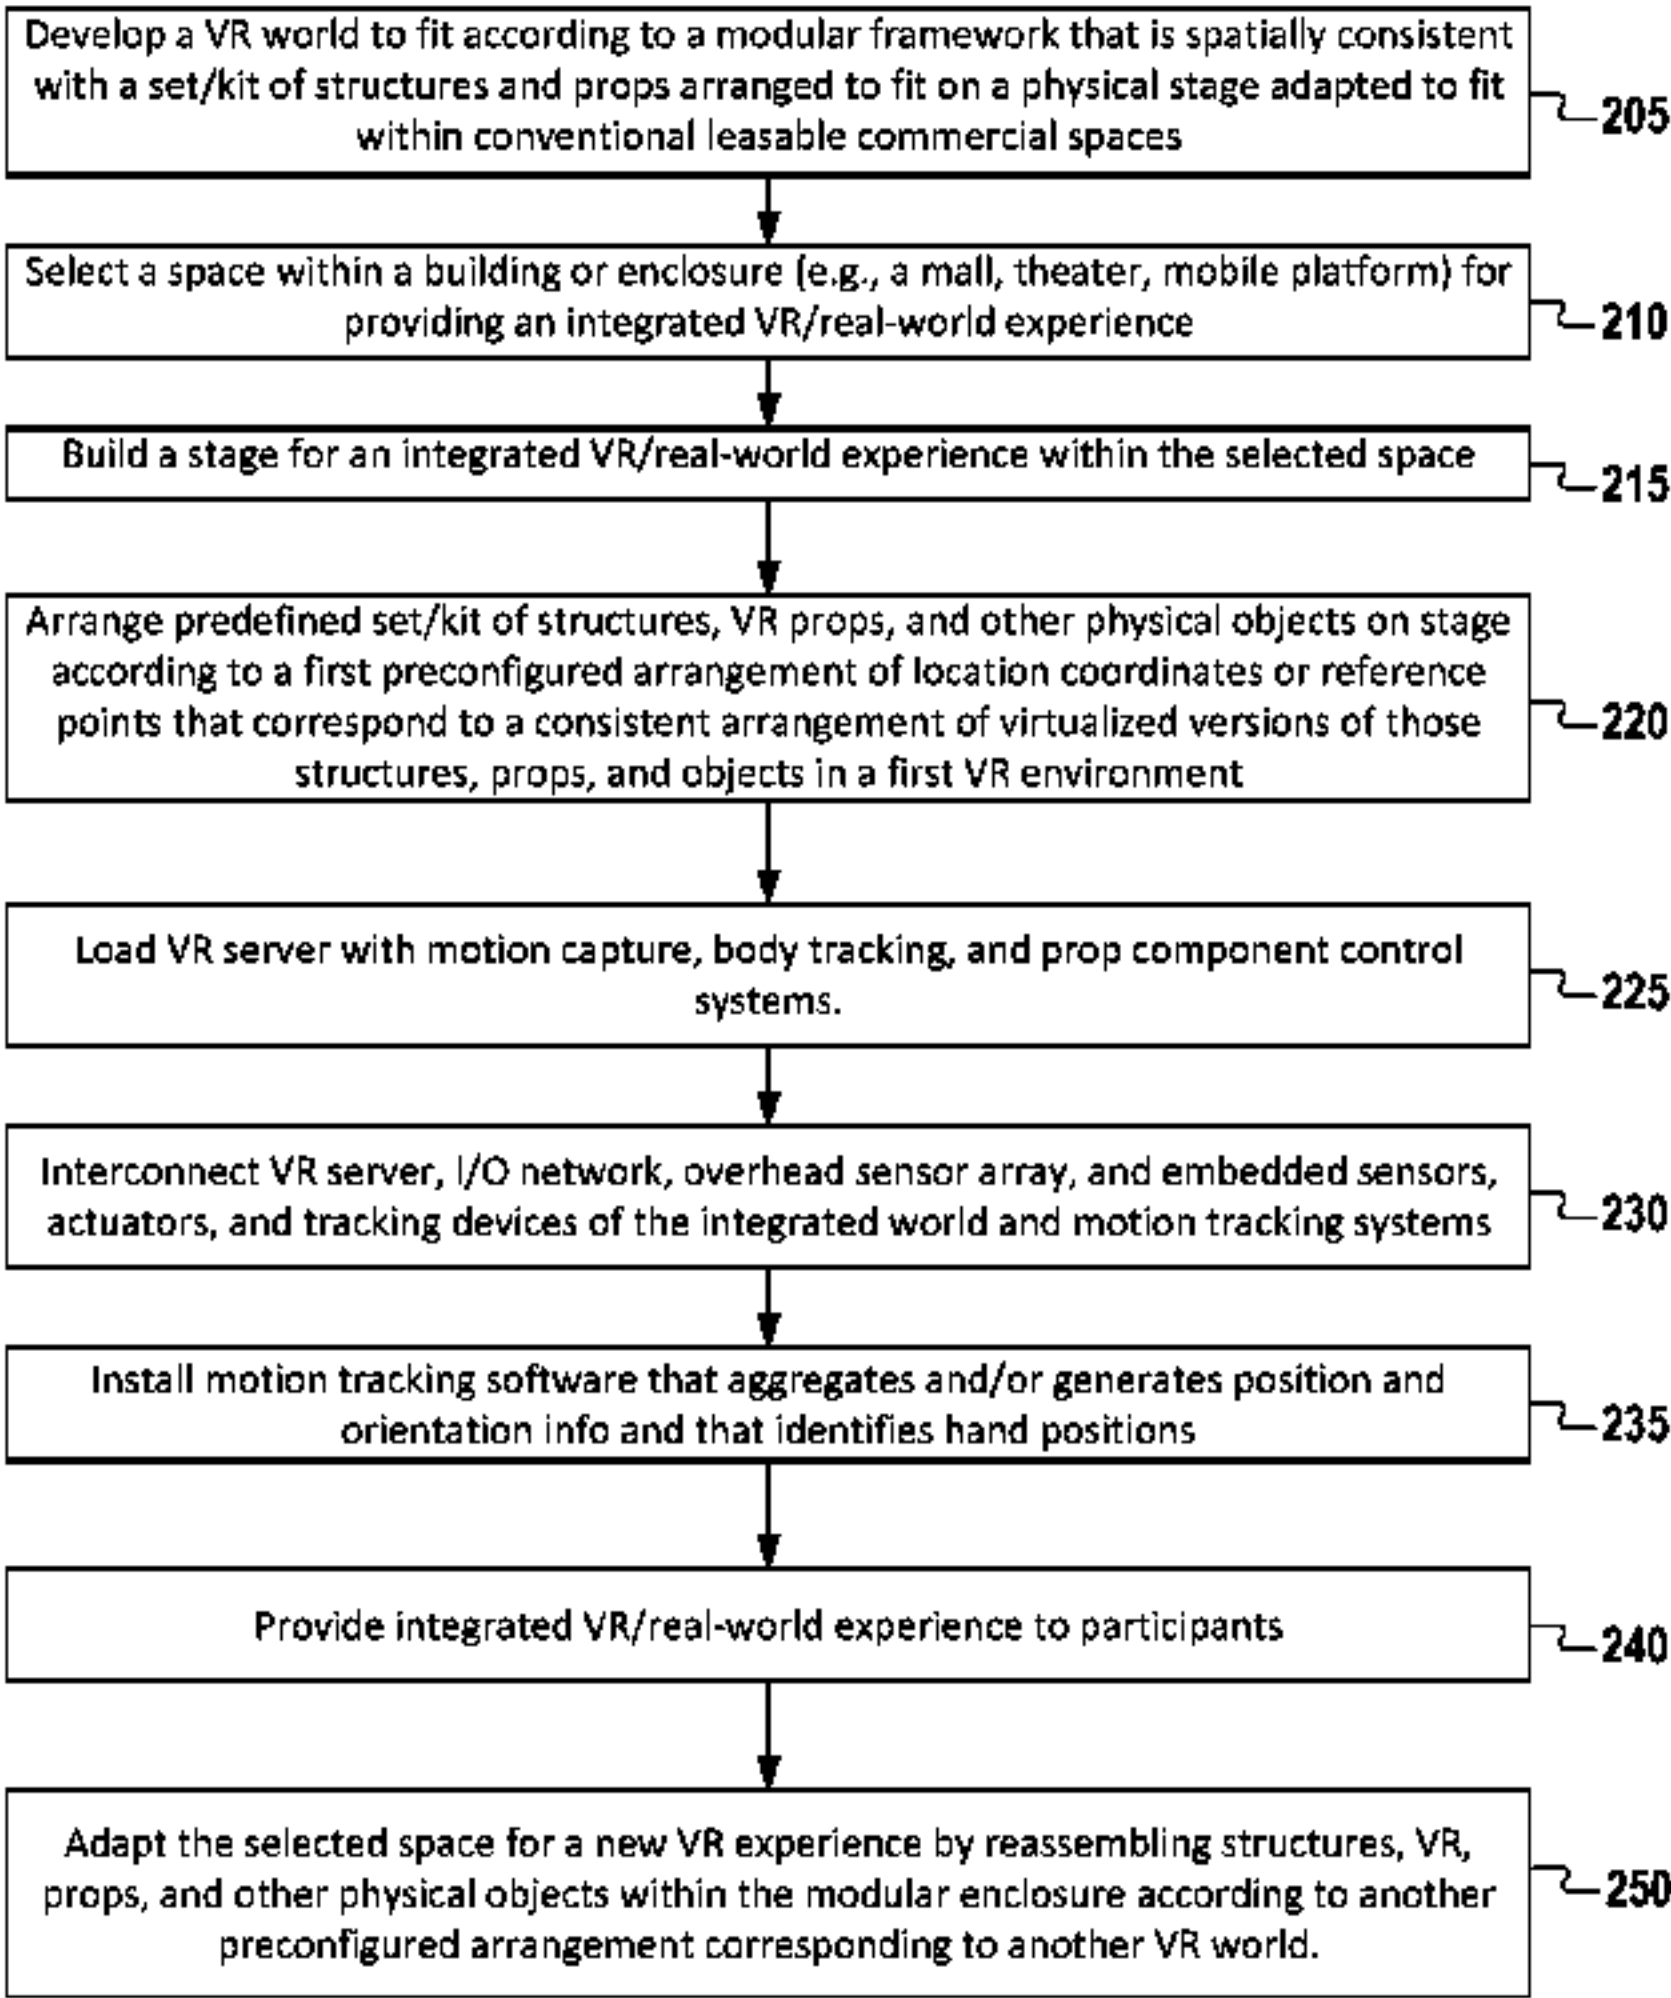 Develop a VR world to fit according to a modular framework that is spatially consistent
with a set/kit of structures and props arranged to fit on a physical stage adapted to fit
within conventional leasable commercial spaces
205
Select a space within a building or enclosure (e.g., a mall, theater, mobile platform) for
providing an integrated VR/real-world experience
210
Build a stage for an integrated VR/real-world experience within the selected space
215
Arrange predefined set/kit of structures, VR props, and other physical objects on stage
according to a first preconfigured arrangement of location coordinates or reference
points that correspond to a consistent arrangement of virtualized versions of those
structures, props, and objects in a first VR environment
220
Load VR server with motion capture, body tracking, and prop component control
systems.
225
Interconnect VR server, I/O network, overhead sensor array, and embedded sensors,
actuators, and tracking devices of the integrated world and motion tracking systems
230
Install motion tracking software that aggregates and/or generates position and
orientation info and that identifies hand positions
235
Provide integrated VR/real-world experience to participants
240
Adapt the selected space for a new VR experience by reassembling structures, VR,
props, and other physical objects within the modular enclosure according to another
preconfigured arrangement corresponding to another VR world.
250